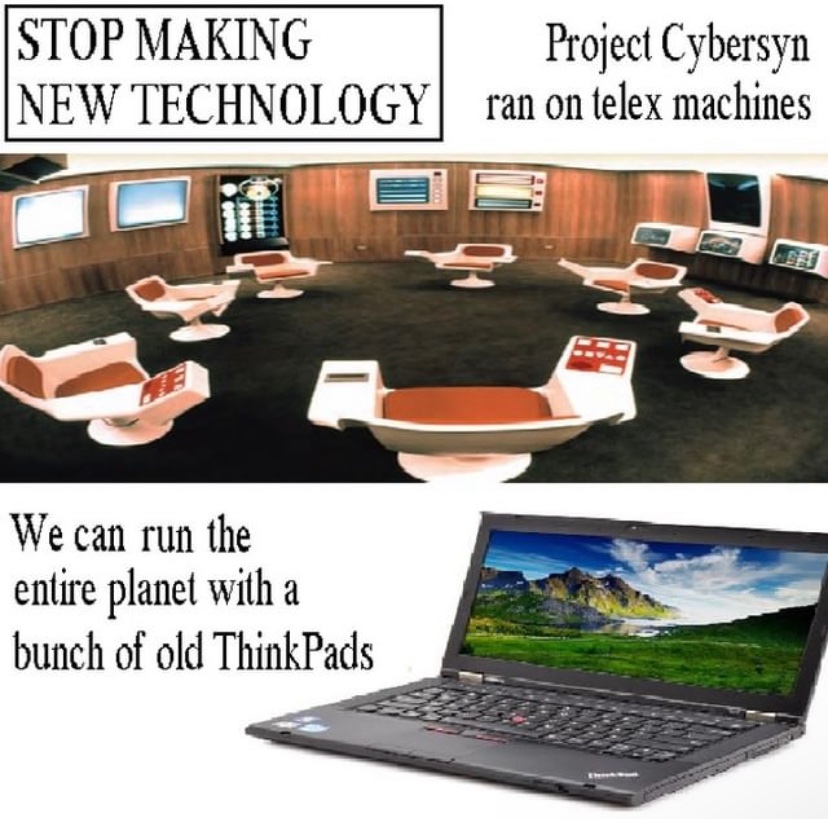 STOP MAKING
NEW TECHNOLOGY
Project Cybersyn
ran on telex machines
We can run the
entire planet with a
bunch of old ThinkPads
ThinkPad